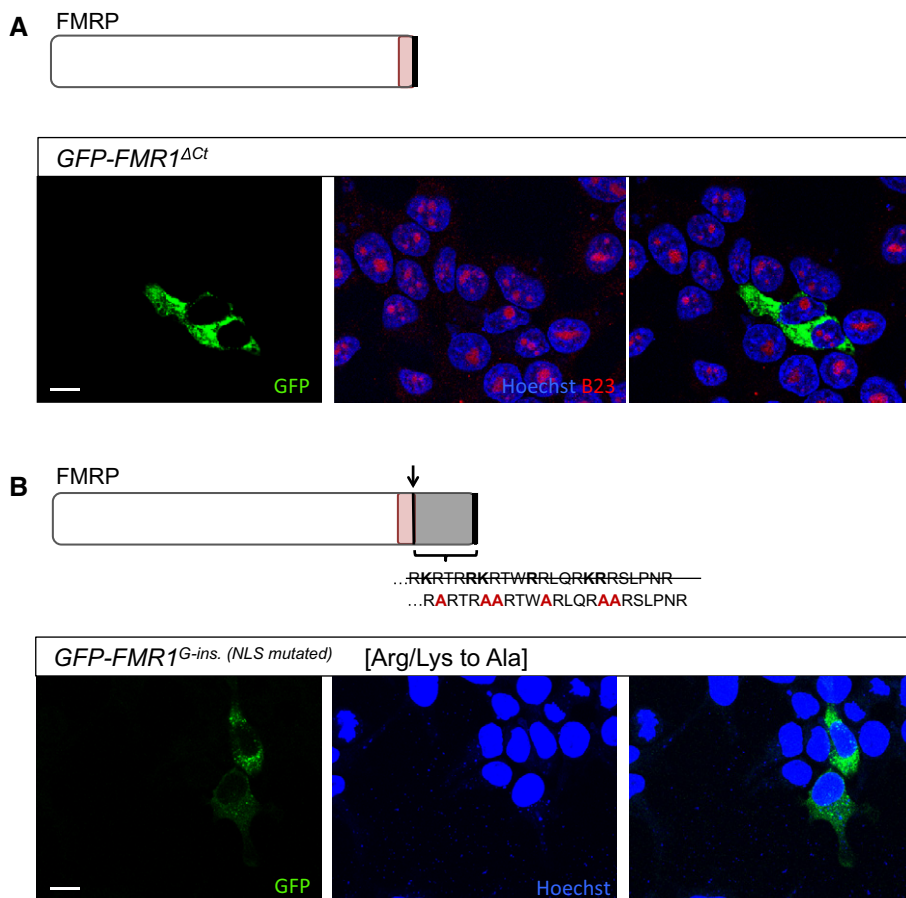 A
FMRP
GFP-FMR1ΔCt
GFP
Hoechst B23
B
FMRP
...RKRTRRKRTWRRLQRKRRSLPNR
...RARTRAARTWARLQRAARSLPNR
GFP-FMR1G-ins. (NLS mutated) [Arg/Lys to Ala]
GFP
Hoechst